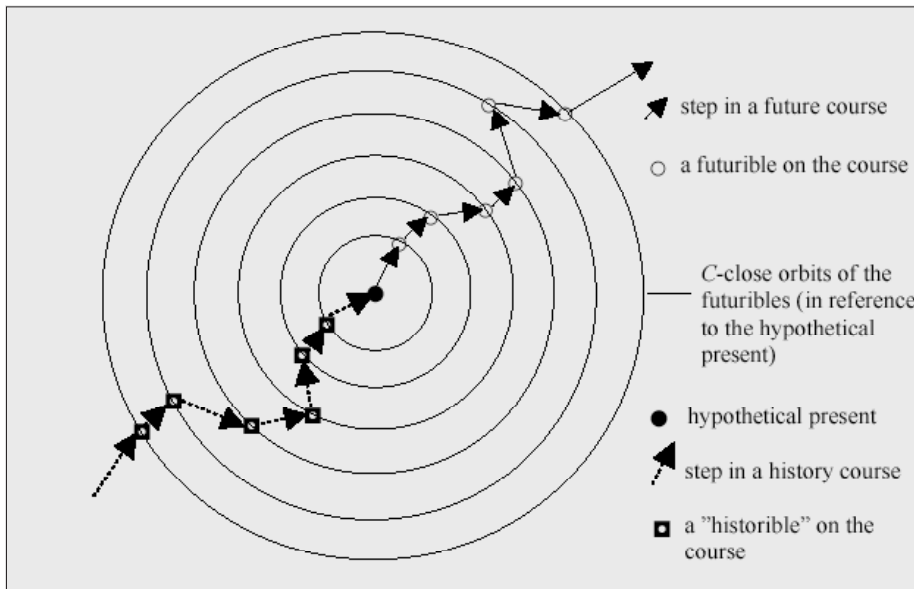 step in a future course
a futurible on the course
C-close orbits of the
futuribles (in reference
to the hypothetical
present)
hypothetical present
step in a history course
a ”historible” on the
course